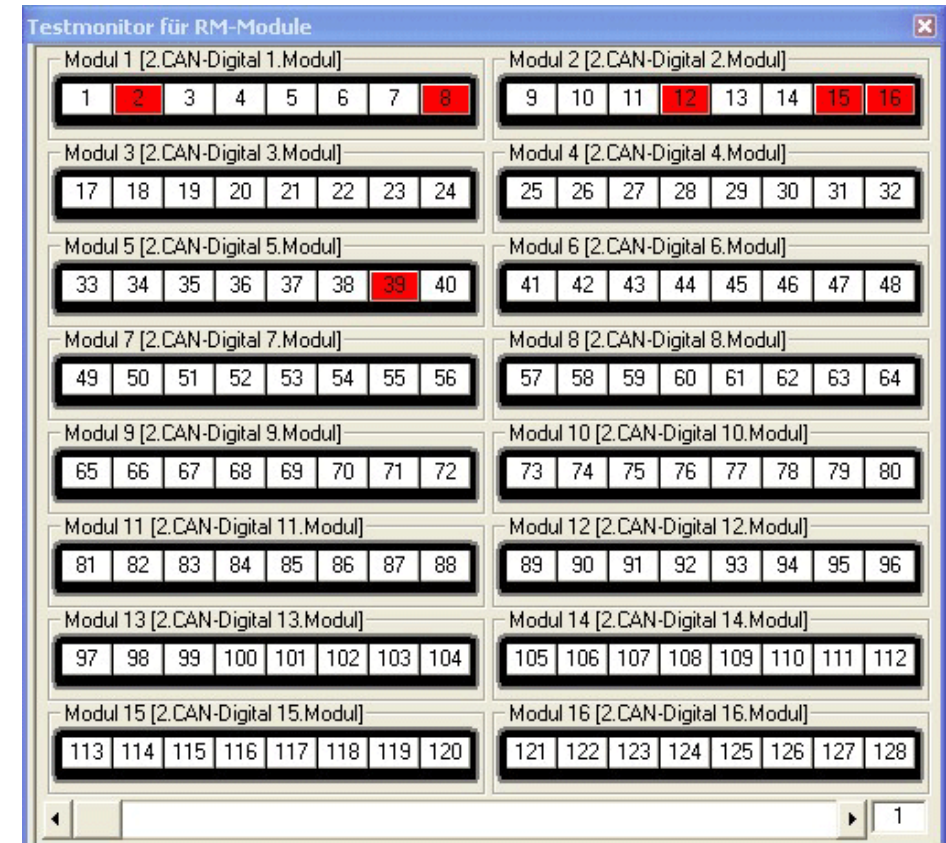 Testmonitor für RM-Module
Modul 1 [2.CAN-Digital 1.Modul]
1 2 3 4 5 6 7 8
Modul 2 [2.CAN-Digital 2.Modul]
9 10 11 12 13 14 15 16
Modul 3 [2.CAN-Digital 3.Modul]
17 18 19 20 21 22 23 24
Modul 4 [2.CAN-Digital 4.Modul]
25 26 27 28 29 30 31 32
Modul 5 [2.CAN-Digital 5.Modul]
33 34 35 36 37 38 39 40
Modul 6 [2.CAN-Digital 6.Modul]
41 42 43 44 45 46 47 48
Modul 7 [2.CAN-Digital 7.Modul]
49 50 51 52 53 54 55 56
Modul 8 [2.CAN-Digital 8.Modul]
57 58 59 60 61 62 63 64
Modul 9 [2.CAN-Digital 9.Modul]
65 66 67 68 69 70 71 72
Modul 10 [2.CAN-Digital 10.Modul]
73 74 75 76 77 78 79 80
Modul 11 [2.CAN-Digital 11.Modul]
81 82 83 84 85 86 87 88
Modul 12 [2.CAN-Digital 12.Modul]
89 90 91 92 93 94 95 96
Modul 13 [2.CAN-Digital 13.Modul]
97 98 99 100 101 102 103 104
Modul 14 [2.CAN-Digital 14.Modul]
105 106 107 108 109 110 111 112
Modul 15 [2.CAN-Digital 15.Modul]
113 114 115 116 117 118 119 120
Modul 16 [2.CAN-Digital 16.Modul]
121 122 123 124 125 126 127 128
1